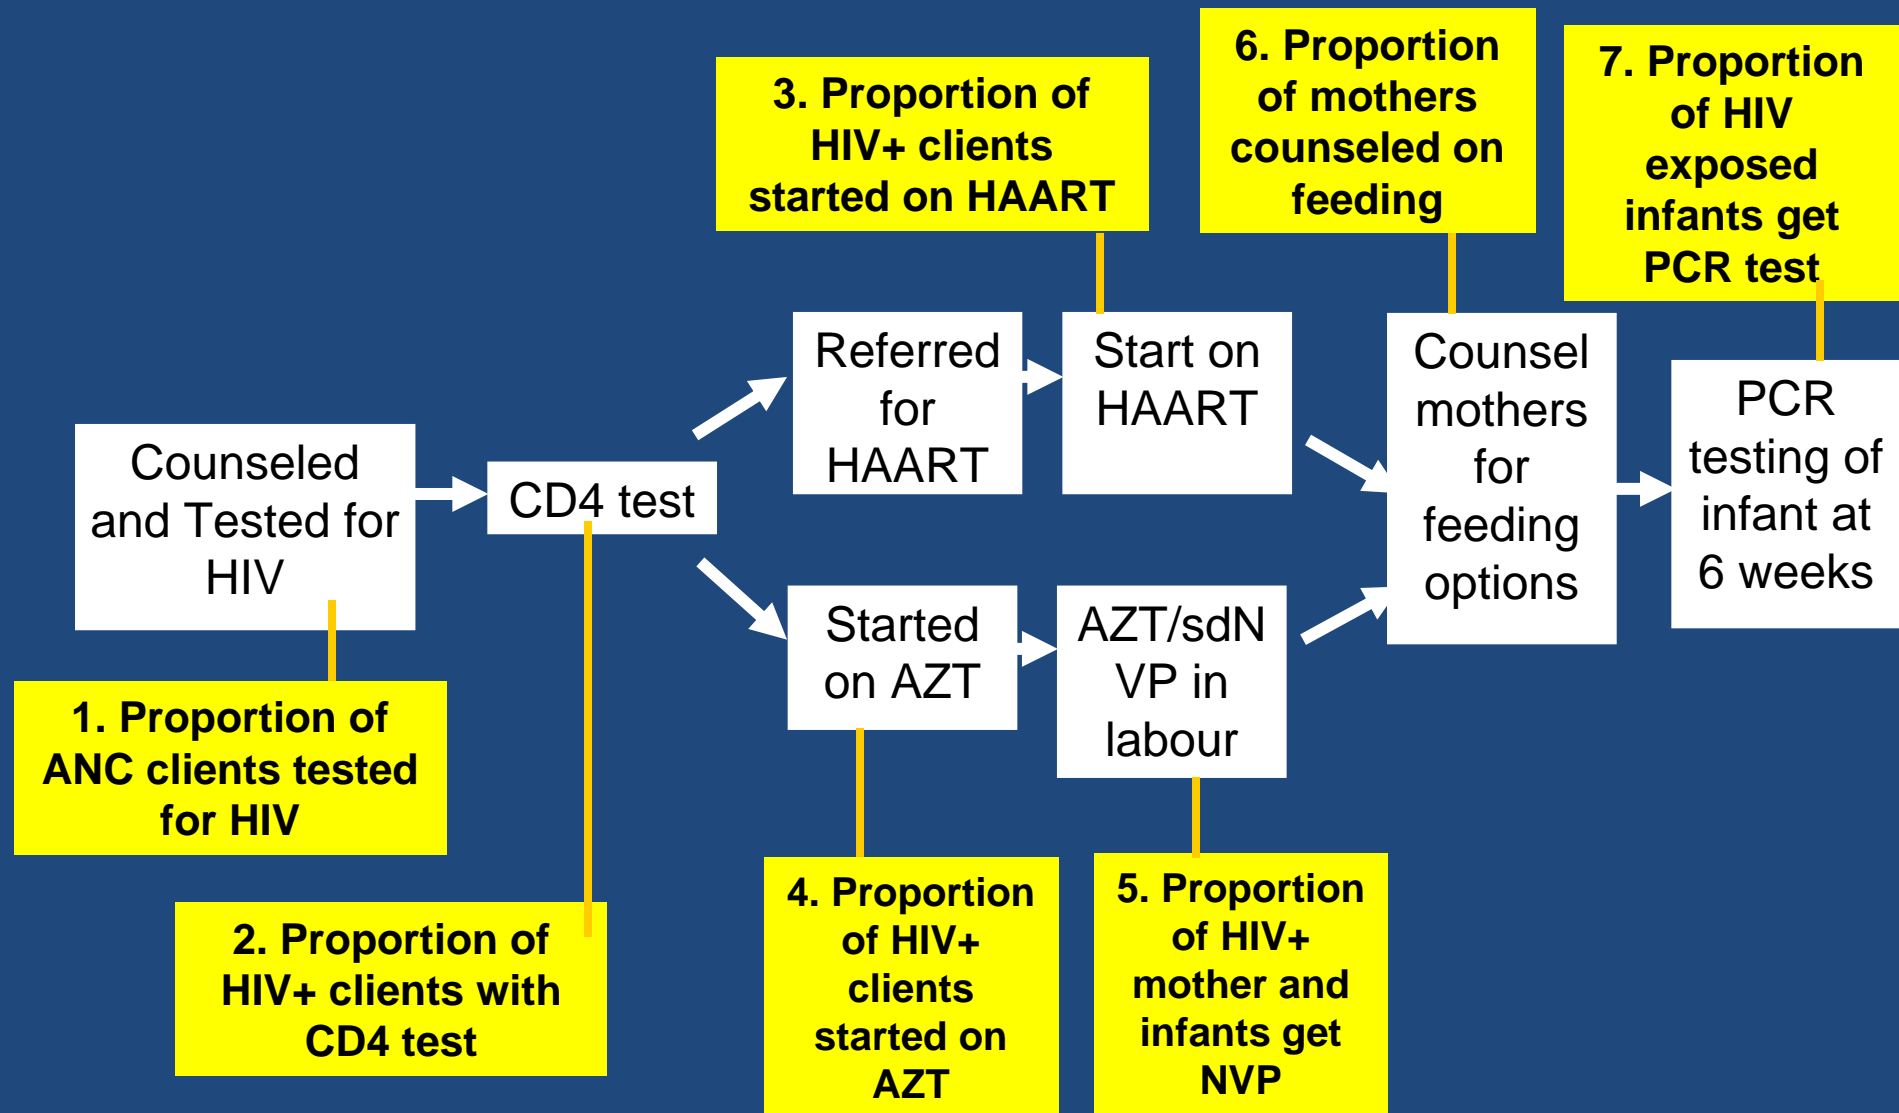 3. Proportion of
HIV+ clients
started on HAART
6. Proportion
of mothers
counseled on
feeding
7. Proportion
of HIV
exposed
infants get
PCR test
Counseled
and Tested for
HIV
CD4 test
Referred
for
HAART
Start on
HAART
Started
on AZT
AZT/sdN
VP in
labour
Counsel
mothers
for
feeding
options
PCR
testing of
infant at
6 weeks
1. Proportion of
ANC clients tested
for HIV
2. Proportion of
HIV+ clients with
CD4 test
4. Proportion
of HIV+
clients
started on
AZT
5. Proportion
of HIV+
mother and
infants get
NVP